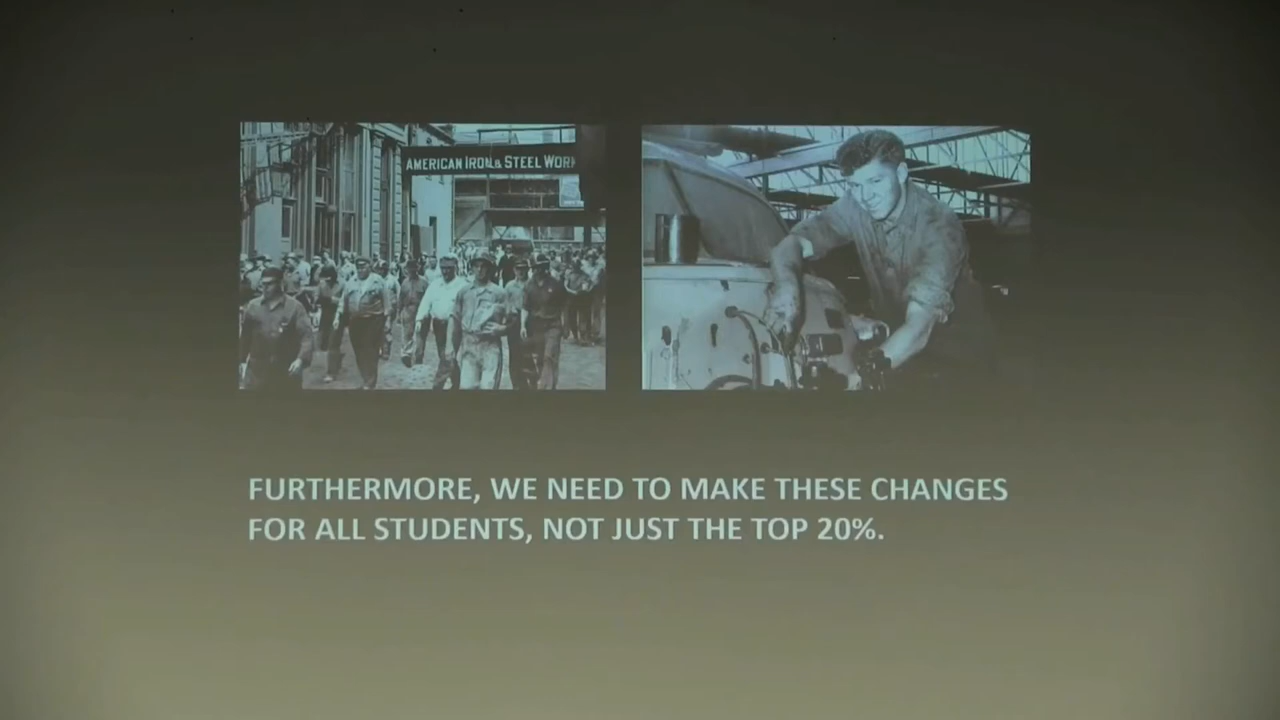 AMERICAN IRON & STEEL WORK
FURTHERMORE, WE NEED TO MAKE THESE CHANGES
FOR ALL STUDENTS, NOT JUST THE TOP 20%.